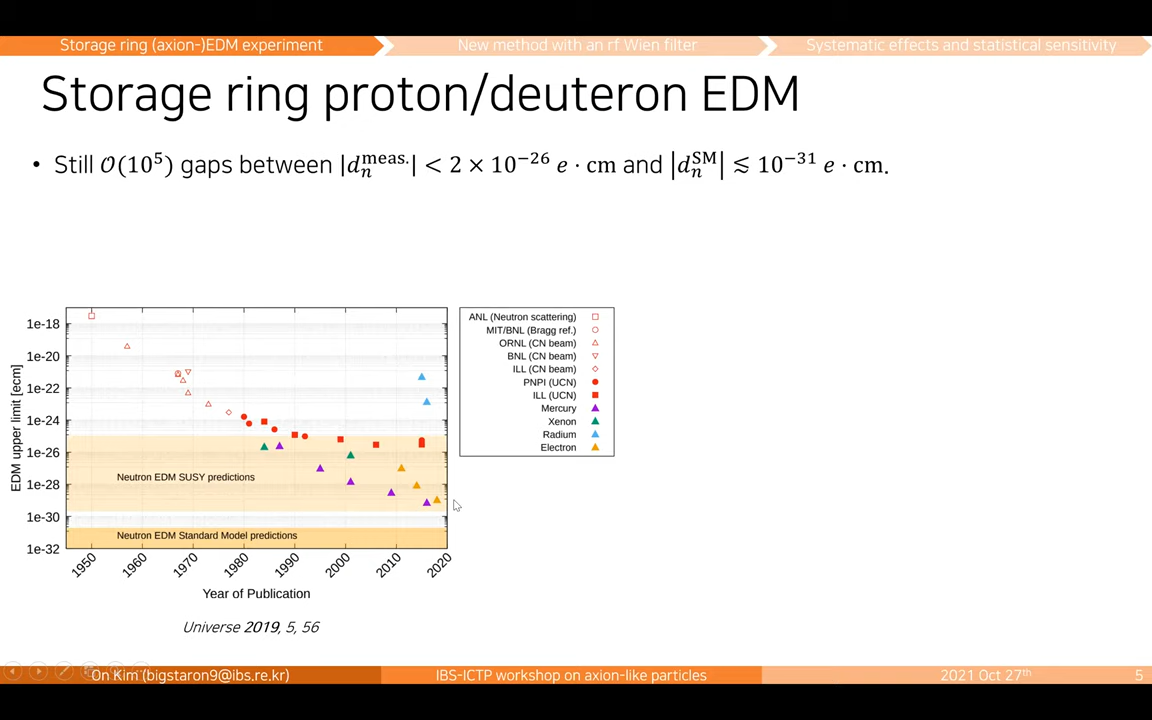 Storage ring (axion-)EDM experiment
New method with an rf Wien filter
Systematic effects and statistical sensitivity
Storage ring proton/deuteron EDM
• Still 𝒪(10⁵) gaps between |dₙᵐᵉᵃˢ·| < 2 × 10⁻²⁶ e · cm and |dₙˢᴹ| ≲ 10⁻³¹ e · cm.
EDM upper limit [ecm]
1e-18
1e-20
1e-22
1e-24
1e-26
1e-28
1e-30
1e-32
Neutron EDM SUSY predictions
Neutron EDM Standard Model predictions
1950
1960
1970
1980
1990
2000
2010
2020
Year of Publication
ANL (Neutron scattering)
MIT/BNL (Bragg ref.)
ORNL (CN beam)
BNL (CN beam)
ILL (CN beam)
PNPI (UCN)
ILL (UCN)
Mercury
Xenon
Radium
Electron
Universe 2019, 5, 56
On Kim (bigstaron9@ibs.re.kr)
IBS-ICTP workshop on axion-like particles
2021 Oct 27th
5